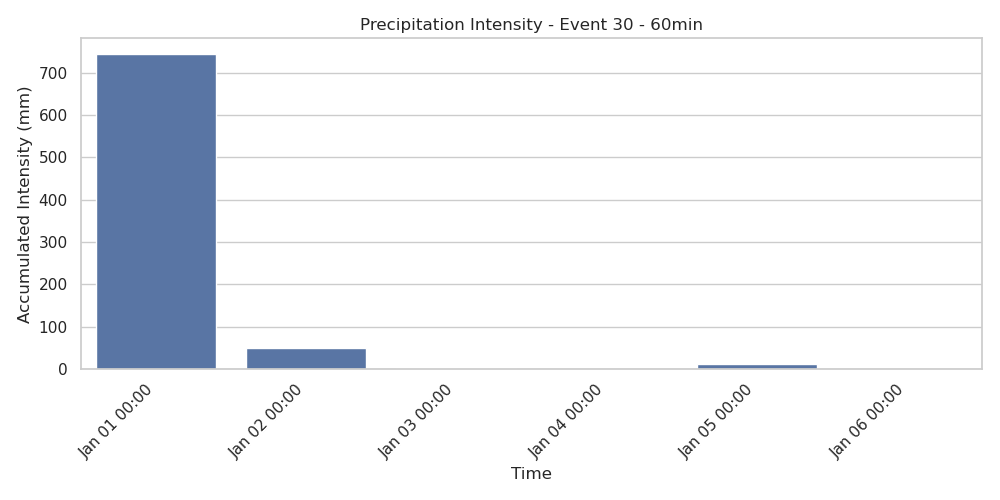 Precipitation Intensity - Event 30 - 60min
Accumulated Intensity (mm)
700
600
500
400
300
200
100
0
Jan 01 00:00
Jan 02 00:00
Jan 03 00:00
Jan 04 00:00
Jan 05 00:00
Jan 06 00:00
Time